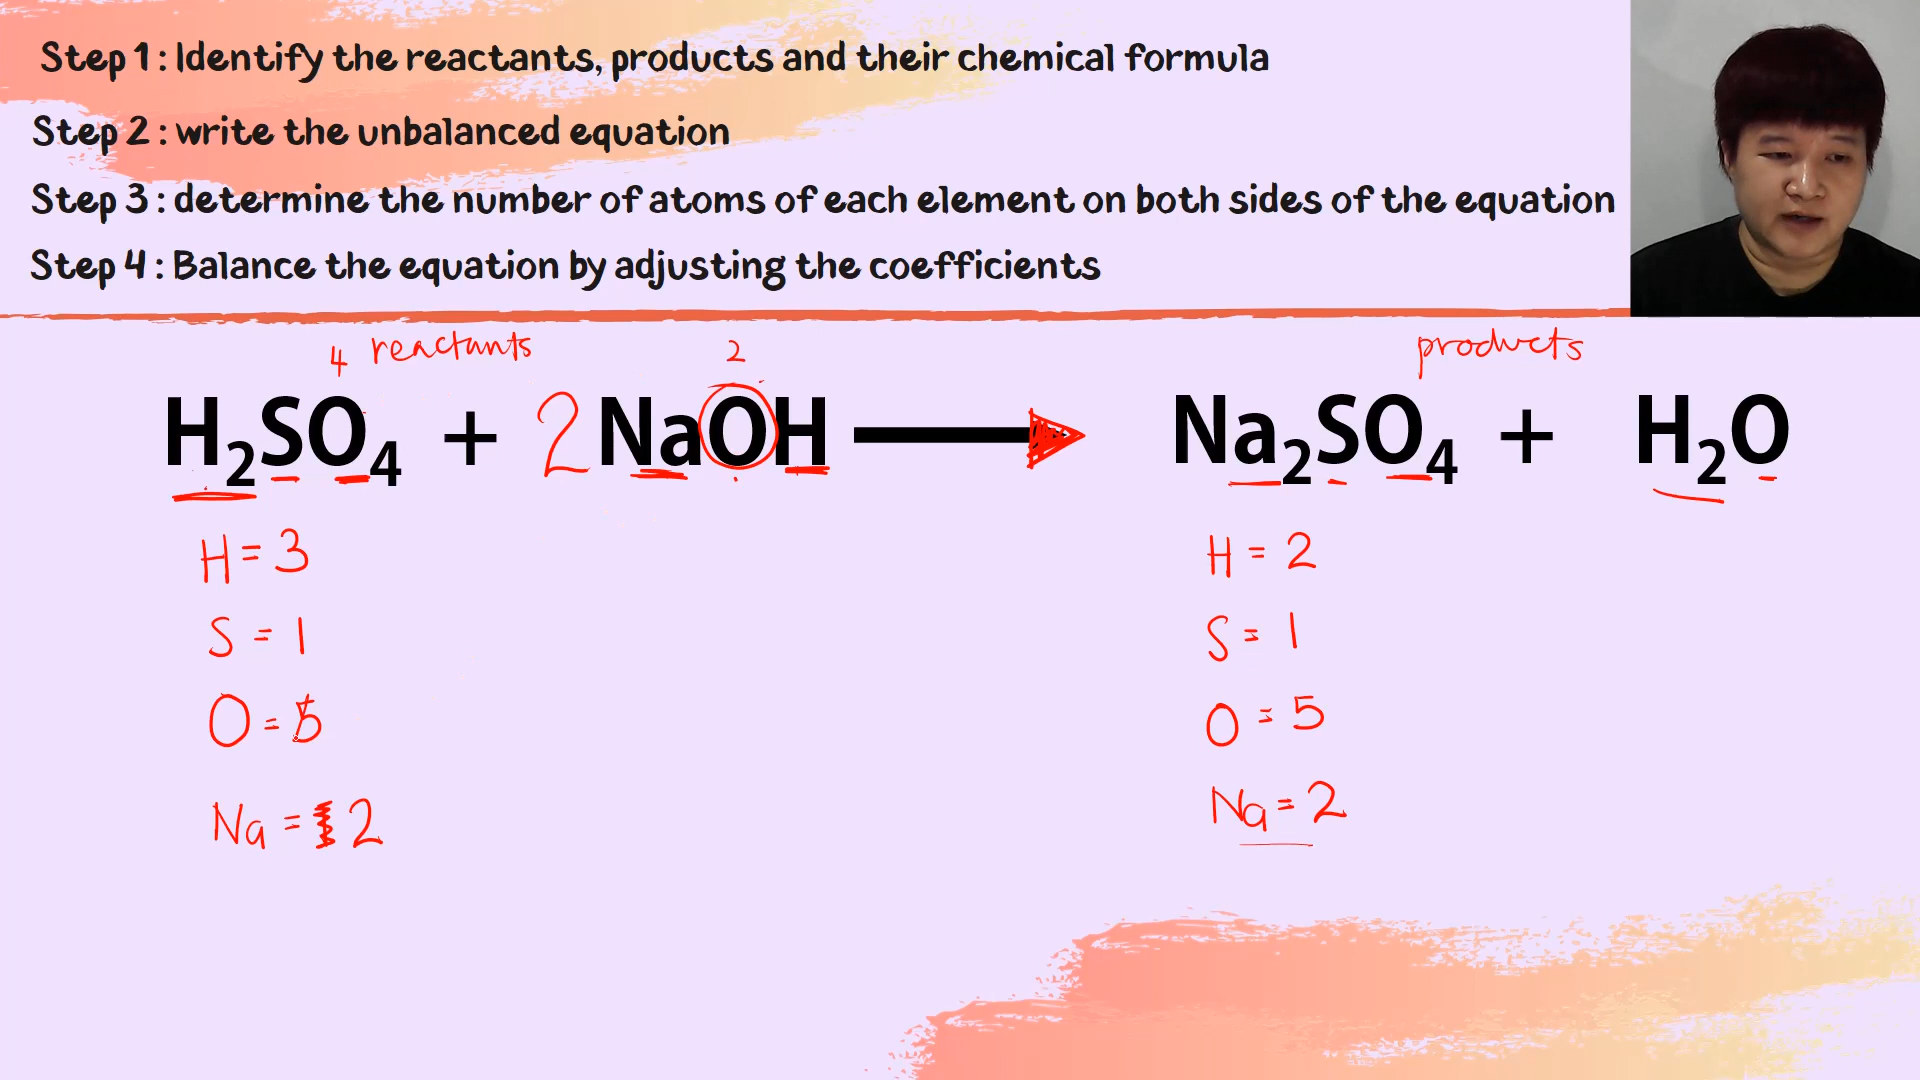 Step 1 : Identify the reactants, products and their chemical formula
Step 2 : write the unbalanced equation
Step 3 : determine the number of atoms of each element on both sides of the equation
Step 4 : Balance the equation by adjusting the coefficients
4 reactants 2 products
H₂SO₄ + 2 NaOH → Na₂SO₄ + H₂O
H = 3 H = 2
S = 1 S = 1
O = 5 O = 5
Na = 2 Na = 2